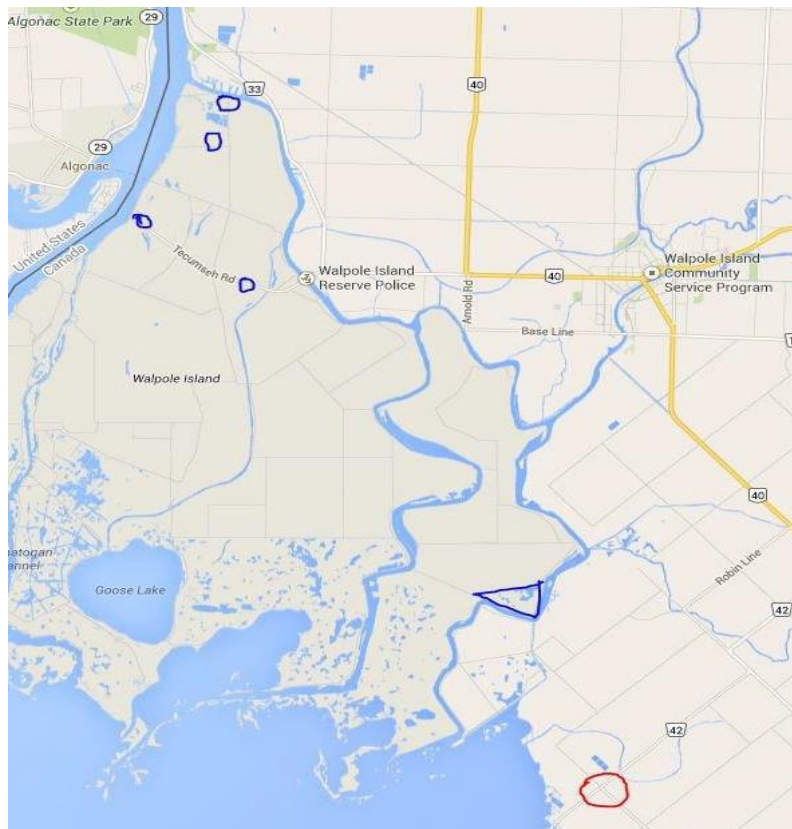 Algonac State Park
29
33
40
29
Algonac
United States
Canada
Tecumseh Rd
Walpole Island
Reserve Police
Arnold Rd
40
Walpole Island
Community
Service Program
Base Line
Walpole Island
40
Goose Lake
Robin Line
42
42